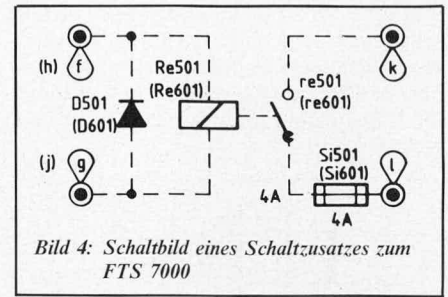 (h) f
Re501
(Re601)
re501
(re601)
k
D501
(D601)
(j) g
Si501
(Si601)
l
4A
4A
Bild 4: Schaltbild eines Schaltzusatzes zum
FTS 7000